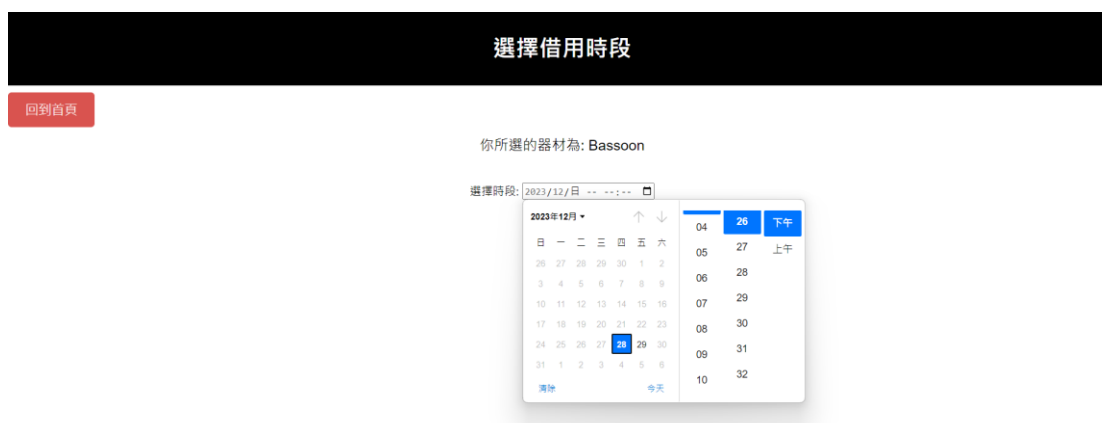 選擇借用時段
回到首頁
你所選的器材為: Bassoon
選擇時段: 2023/12/日 -- --:--
2023年12月
日 一 二 三 四 五 六
26 27 28 29 30 1 2
3 4 5 6 7 8 9
10 11 12 13 14 15 16
17 18 19 20 21 22 23
24 25 26 27 28 29 30
31 1 2 3 4 5 6
清除 今天
04 26 下午
05 27 上午
06 28
07 29
08 30
09 31
10 32